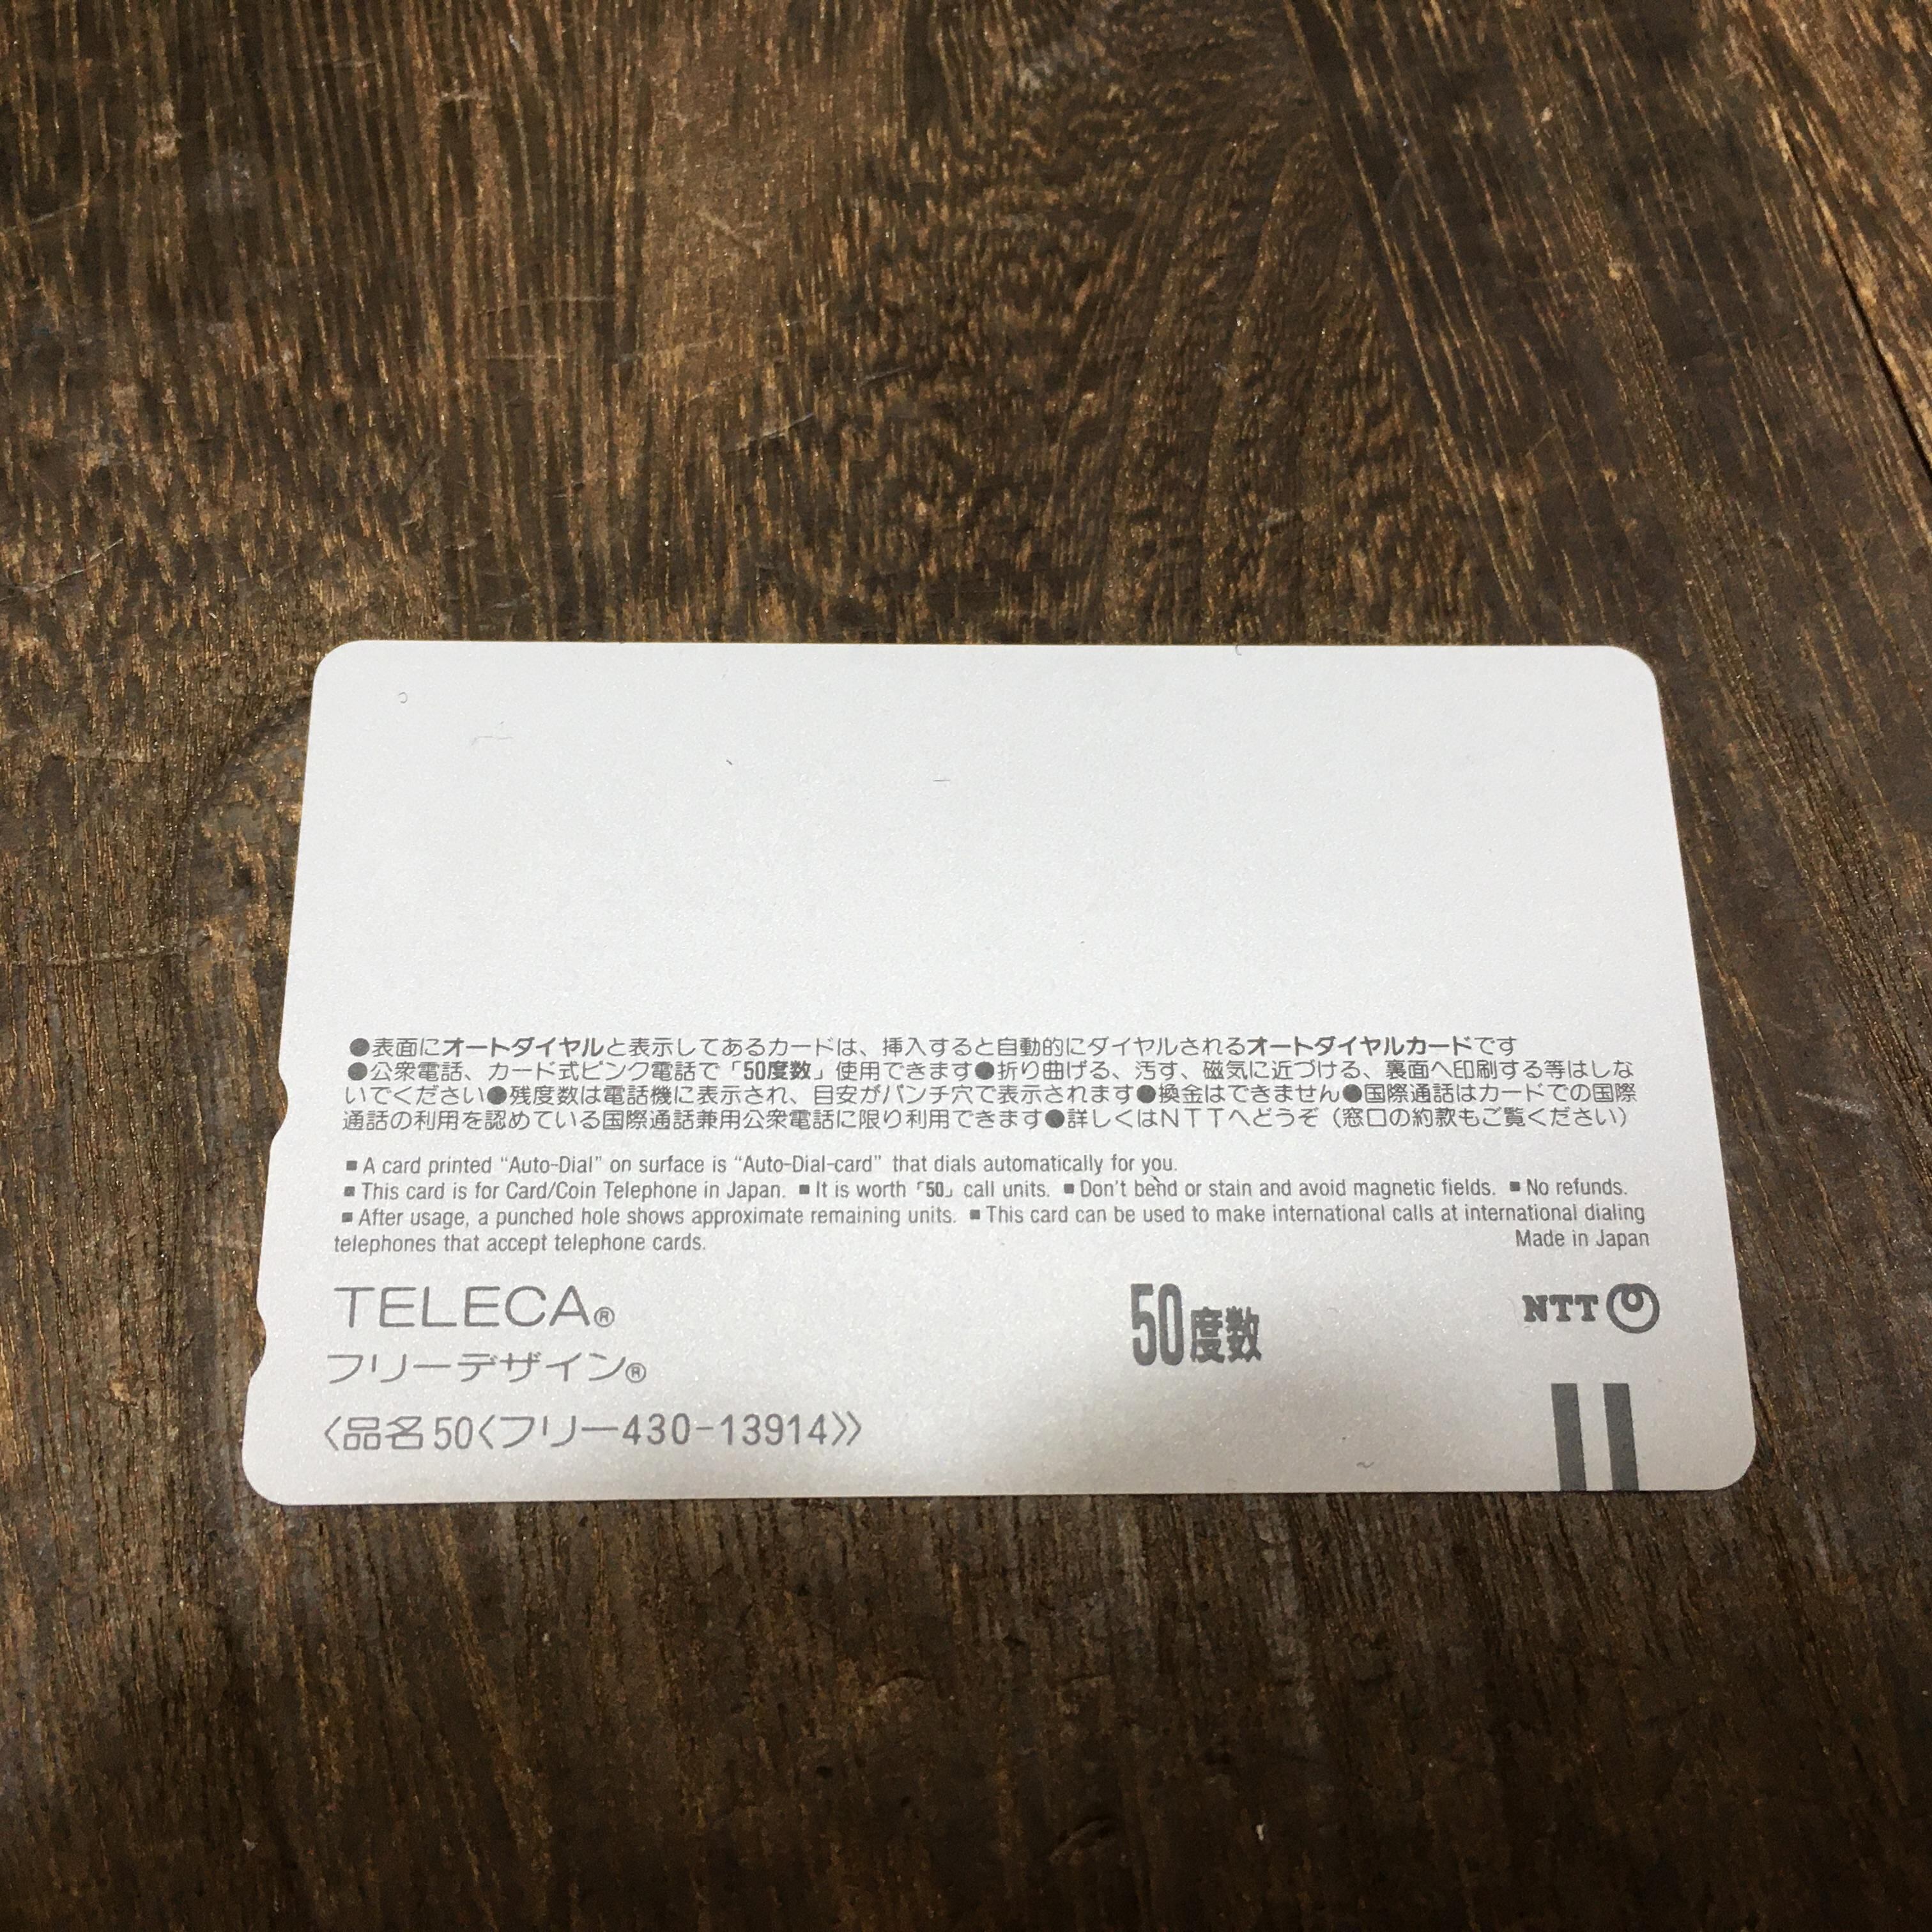 ●表面にオートダイヤルと表示してあるカードは、挿入すると自動的にダイヤルされるオートダイヤルカードです
●公衆電話、カード式ピンク電話で「50度数」使用できます●折り曲げる、汚す、磁気に近づける、裏面へ印刷する等はしな
いでください●残度数は電話機に表示され、目安がパンチ穴で表示されます●換金はできません●国際通話はカードでの国際
通話の利用を認めている国際通話兼用公衆電話に限り利用できます●詳しくはNTTへどうぞ（窓口の約款もご覧ください）
■A card printed “Auto-Dial” on surface is “Auto-Dial-card” that dials automatically for you.
■This card is for Card/Coin Telephone in Japan. ■It is worth「50」call units. ■Don't bend or stain and avoid magnetic fields. ■No refunds.
■After usage, a punched hole shows approximate remaining units. ■This card can be used to make international calls at international dialing
telephones that accept telephone cards. Made in Japan
TELECA®
フリーデザイン®
50度数
NTT
〈品名50〈フリー430-13914〉〉